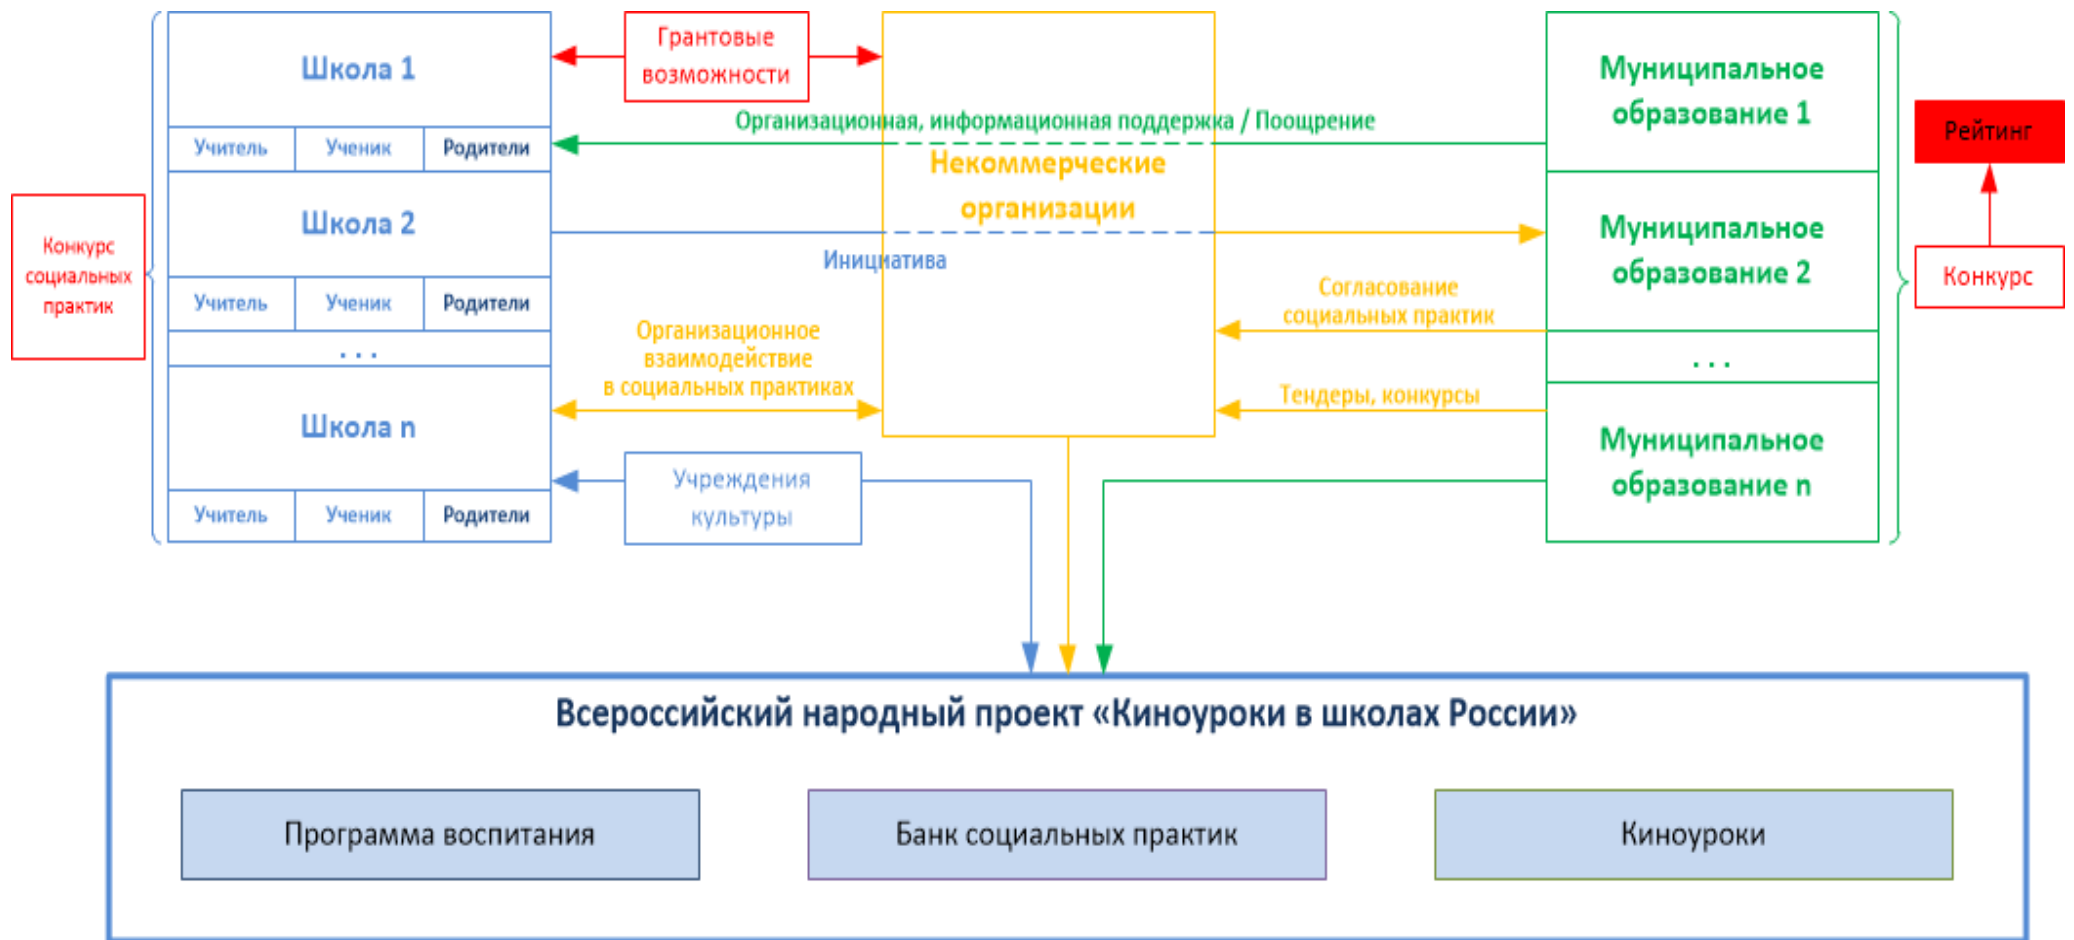 Школа 1
Учитель
Ученик
Родители
Школа 2
Учитель
Ученик
Родители
. . .
Школа n
Учитель
Ученик
Родители
Конкурс
социальных
практик
Грантовые
возможности
Организационная, информационная поддержка / Поощрение
Некоммерческие
организации
Инициатива
Организационное
взаимодействие
в социальных практиках
Учреждения
культуры
Согласование
социальных практик
Тендеры, конкурсы
Муниципальное
образование 1
Муниципальное
образование 2
. . .
Муниципальное
образование n
Рейтинг
Конкурс
Всероссийский народный проект «Киноуроки в школах России»
Программа воспитания
Банк социальных практик
Киноуроки